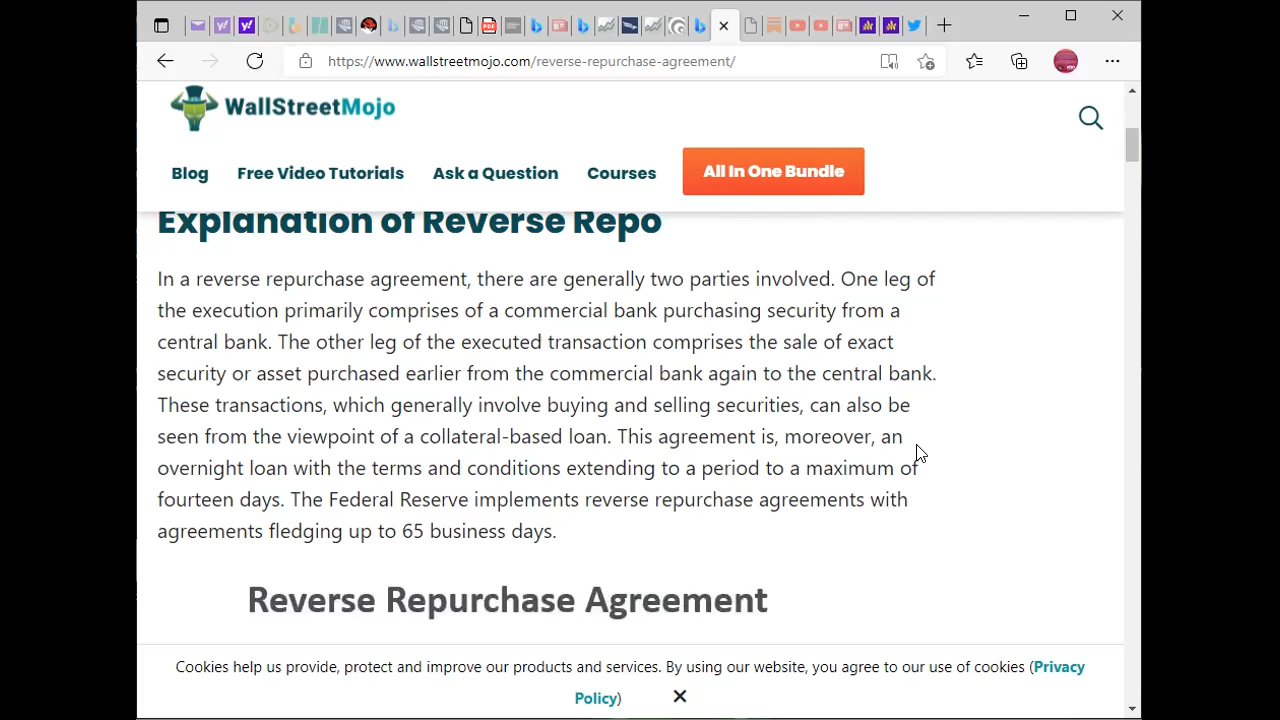 https://www.wallstreetmojo.com/reverse-repurchase-agreement/
WallStreetMojo
Blog Free Video Tutorials Ask a Question Courses All In One Bundle
Explanation of Reverse Repo
In a reverse repurchase agreement, there are generally two parties involved. One leg of
the execution primarily comprises of a commercial bank purchasing security from a
central bank. The other leg of the executed transaction comprises the sale of exact
security or asset purchased earlier from the commercial bank again to the central bank.
These transactions, which generally involve buying and selling securities, can also be
seen from the viewpoint of a collateral-based loan. This agreement is, moreover, an
overnight loan with the terms and conditions extending to a period to a maximum of
fourteen days. The Federal Reserve implements reverse repurchase agreements with
agreements fledging up to 65 business days.
Reverse Repurchase Agreement
Cookies help us provide, protect and improve our products and services. By using our website, you agree to our use of cookies (Privacy
Policy)